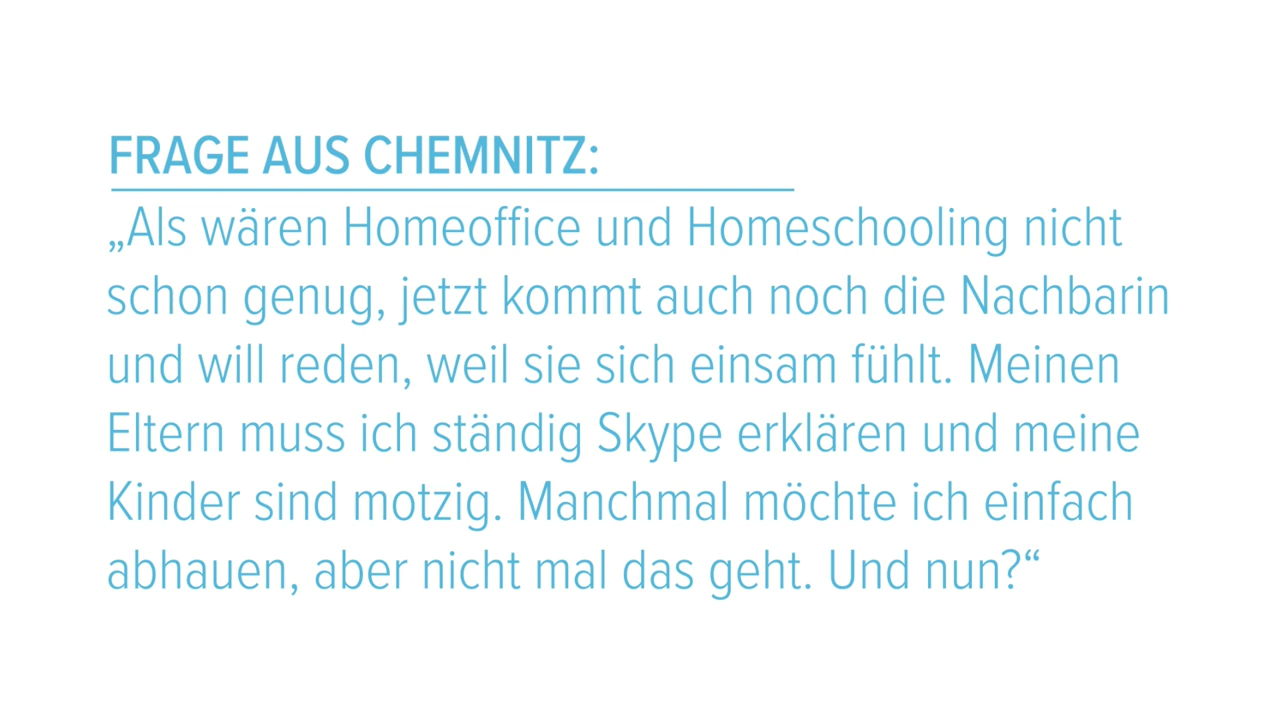 FRAGE AUS CHEMNITZ:
„Als wären Homeoffice und Homeschooling nicht
schon genug, jetzt kommt auch noch die Nachbarin
und will reden, weil sie sich einsam fühlt. Meinen
Eltern muss ich ständig Skype erklären und meine
Kinder sind motzig. Manchmal möchte ich einfach
abhauen, aber nicht mal das geht. Und nun?“